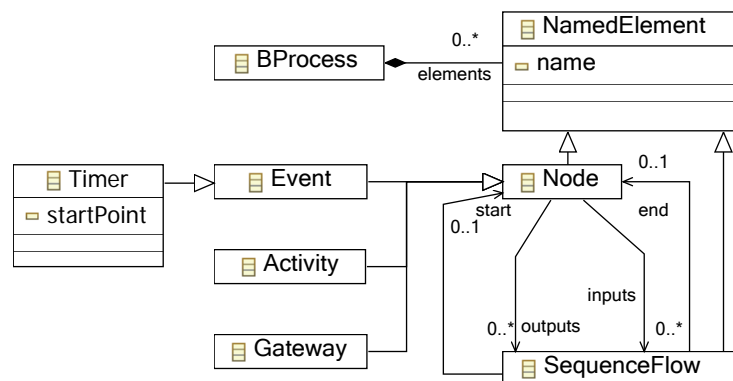 NamedElement
name
BProcess
0..*
elements
Timer
startPoint
Event
Node
start
0..1
0..1
end
Activity
inputs
0..*
outputs
0..*
Gateway
SequenceFlow